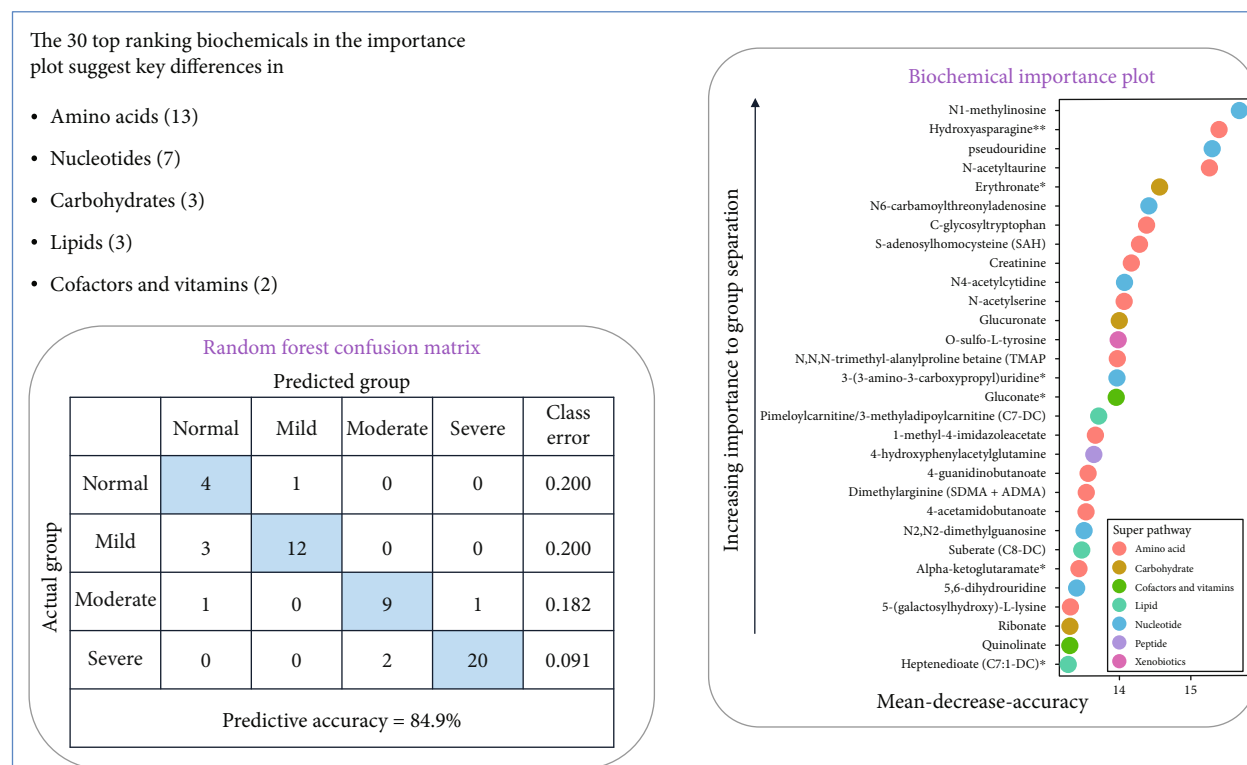 The 30 top ranking biochemicals in the importance
plot suggest key differences in
• Amino acids (13)
• Nucleotides (7)
• Carbohydrates (3)
• Lipids (3)
• Cofactors and vitamins (2)
Random forest confusion matrix
Predicted group
Normal Mild Moderate Severe Class error
Actual group
Normal 4 1 0 0 0.200
Mild 3 12 0 0 0.200
Moderate 1 0 9 1 0.182
Severe 0 0 2 20 0.091
Predictive accuracy = 84.9%
Biochemical importance plot
Increasing importance to group separation
N1-methylinosine
Hydroxyasparagine**
pseudouridine
N-acetyltaurine
Erythronate*
N6-carbamoylthreonyladenosine
C-glycosyltryptophan
S-adenosylhomocysteine (SAH)
Creatinine
N4-acetylcytidine
N-acetylserine
Glucuronate
O-sulfo-L-tyrosine
N,N,N-trimethyl-alanylproline betaine (TMAP
3-(3-amino-3-carboxypropyl)uridine*
Gluconate*
Pimeloylcarnitine/3-methyladipoylcarnitine (C7-DC)
1-methyl-4-imidazoleacetate
4-hydroxyphenylacetylglutamine
4-guanidinobutanoate
Dimethylarginine (SDMA + ADMA)
4-acetamidobutanoate
N2,N2-dimethylguanosine
Suberate (C8-DC)
Alpha-ketoglutaramate*
5,6-dihydrouridine
5-(galactosylhydroxy)-L-lysine
Ribonate
Quinolinate
Heptenedioate (C7:1-DC)*
Super pathway
Amino acid
Carbohydrate
Cofactors and vitamins
Lipid
Nucleotide
Peptide
Xenobiotics
14 15
Mean-decrease-accuracy